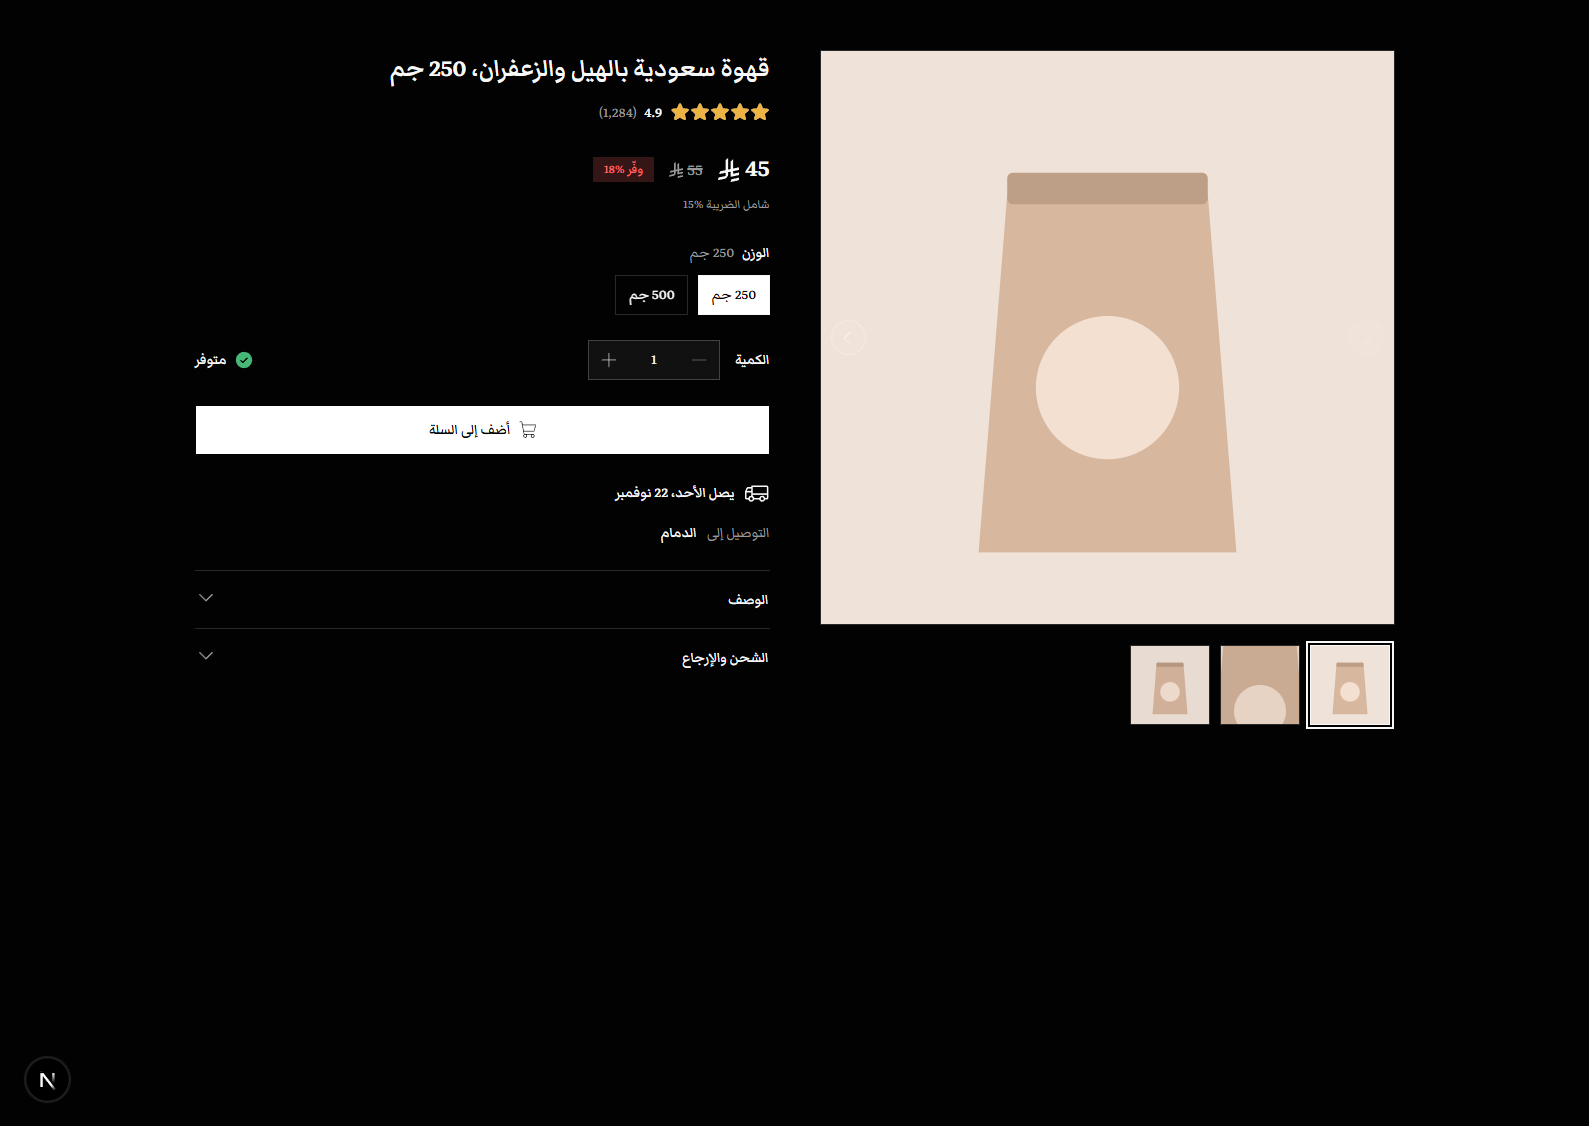 قهوة سعودية بالهيل والزعفران، 250 جم
4.9 (1,284)
45 55 وفّر 18%
شامل الضريبة 15%
الوزن 250 جم
250 جم 500 جم
الكمية 1 متوفر
أضف إلى السلة
يصل الأحد، 22 نوفمبر
التوصيل إلى الدمام
الوصف
الشحن والإرجاع
N